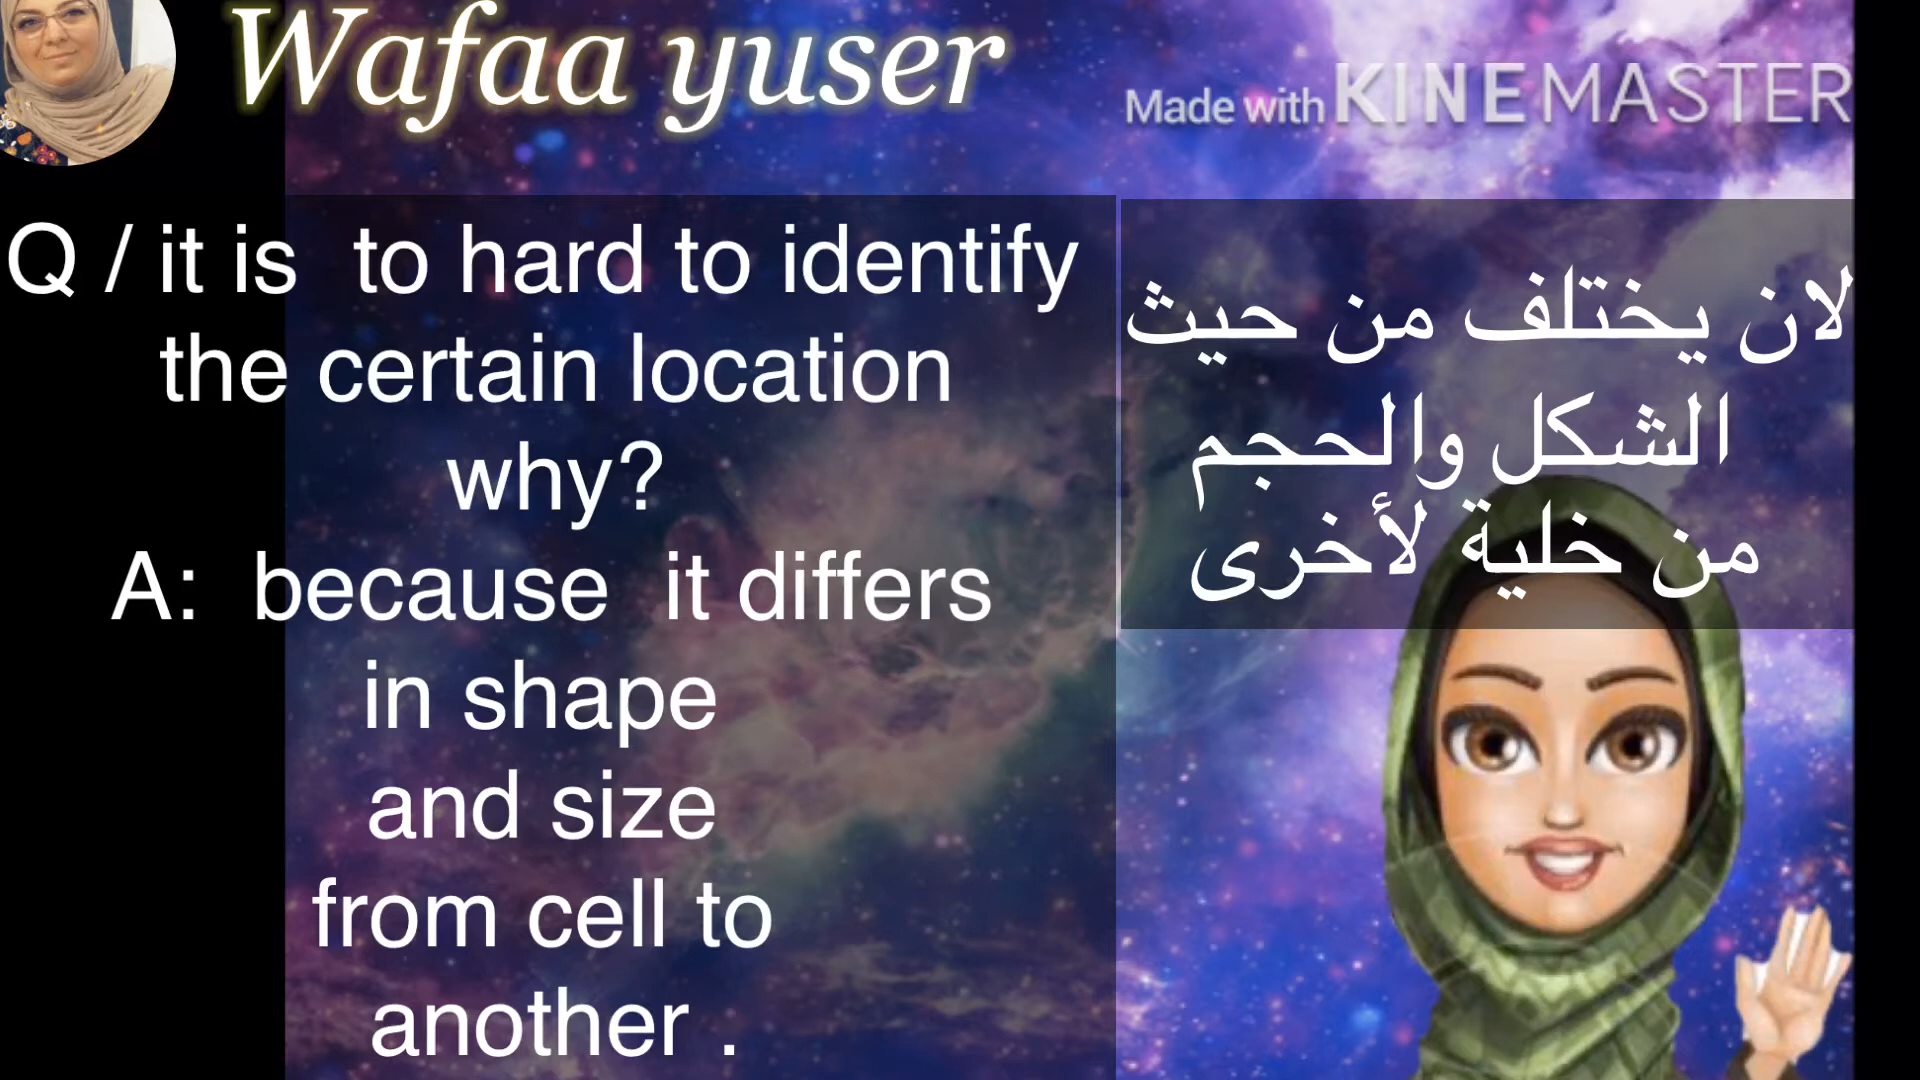 Wafaa yuser
Made with KINEMASTER
Q / it is to hard to identify
the certain location
why?
A: because it differs
in shape
and size
from cell to
another .
لان يختلف من حيث
الشكل والحجم
من خلية لأخرى